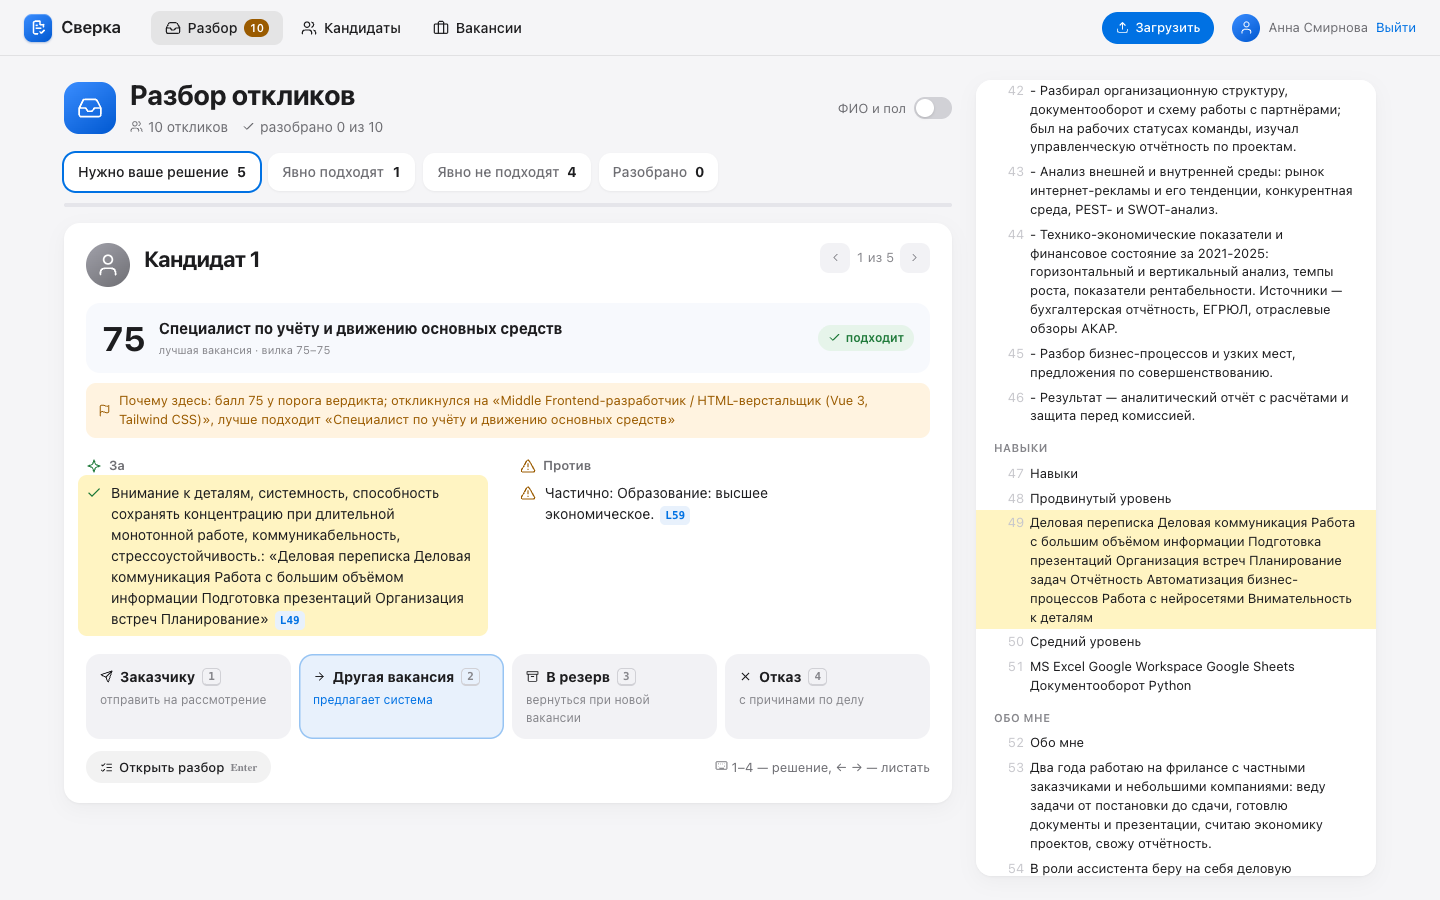 Сверка
Разбор 10
Кандидаты
Вакансии
Загрузить
Анна Смирнова Выйти
Разбор откликов
10 откликов разобрано 0 из 10
ФИО и пол
Нужно ваше решение 5
Явно подходят 1
Явно не подходят 4
Разобрано 0
Кандидат 1
1 из 5
75
Специалист по учёту и движению основных средств
лучшая вакансия · вилка 75–75
подходит
Почему здесь: балл 75 у порога вердикта; откликнулся на «Middle Frontend-разработчик / HTML-верстальщик (Vue 3,
Tailwind CSS)», лучше подходит «Специалист по учёту и движению основных средств»
За
Внимание к деталям, системность, способность
сохранять концентрацию при длительной
монотонной работе, коммуникабельность,
стрессоустойчивость.: «Деловая переписка Деловая
коммуникация Работа с большим объёмом
информации Подготовка презентаций Организация
встреч Планирование» L49
Против
Частично: Образование: высшее
экономическое. L59
Заказчику 1
отправить на рассмотрение
Другая вакансия 2
предлагает система
В резерв 3
вернуться при новой
вакансии
Отказ 4
с причинами по делу
Открыть разбор Enter
1–4 — решение, ← → — листать
42 - Разбирал организационную структуру,
документооборот и схему работы с партнёрами;
был на рабочих статусах команды, изучал
управленческую отчётность по проектам.
43 - Анализ внешней и внутренней среды: рынок
интернет-рекламы и его тенденции, конкурентная
среда, PEST- и SWOT-анализ.
44 - Технико-экономические показатели и
финансовое состояние за 2021-2025:
горизонтальный и вертикальный анализ, темпы
роста, показатели рентабельности. Источники —
бухгалтерская отчётность, ЕГРЮЛ, отраслевые
обзоры АКАР.
45 - Разбор бизнес-процессов и узких мест,
предложения по совершенствованию.
46 - Результат — аналитический отчёт с расчётами и
защита перед комиссией.
НАВЫКИ
47 Навыки
48 Продвинутый уровень
49 Деловая переписка Деловая коммуникация Работа
с большим объёмом информации Подготовка
презентаций Организация встреч Планирование
задач Отчётность Автоматизация бизнес-
процессов Работа с нейросетями Внимательность
к деталям
50 Средний уровень
51 MS Excel Google Workspace Google Sheets
Документооборот Python
ОБО МНЕ
52 Обо мне
53 Два года работаю на фрилансе с частными
заказчиками и небольшими компаниями: веду
задачи от постановки до сдачи, готовлю
документы и презентации, считаю экономику
проектов, свожу отчётность.
54 В роли ассистента беру на себя деловую